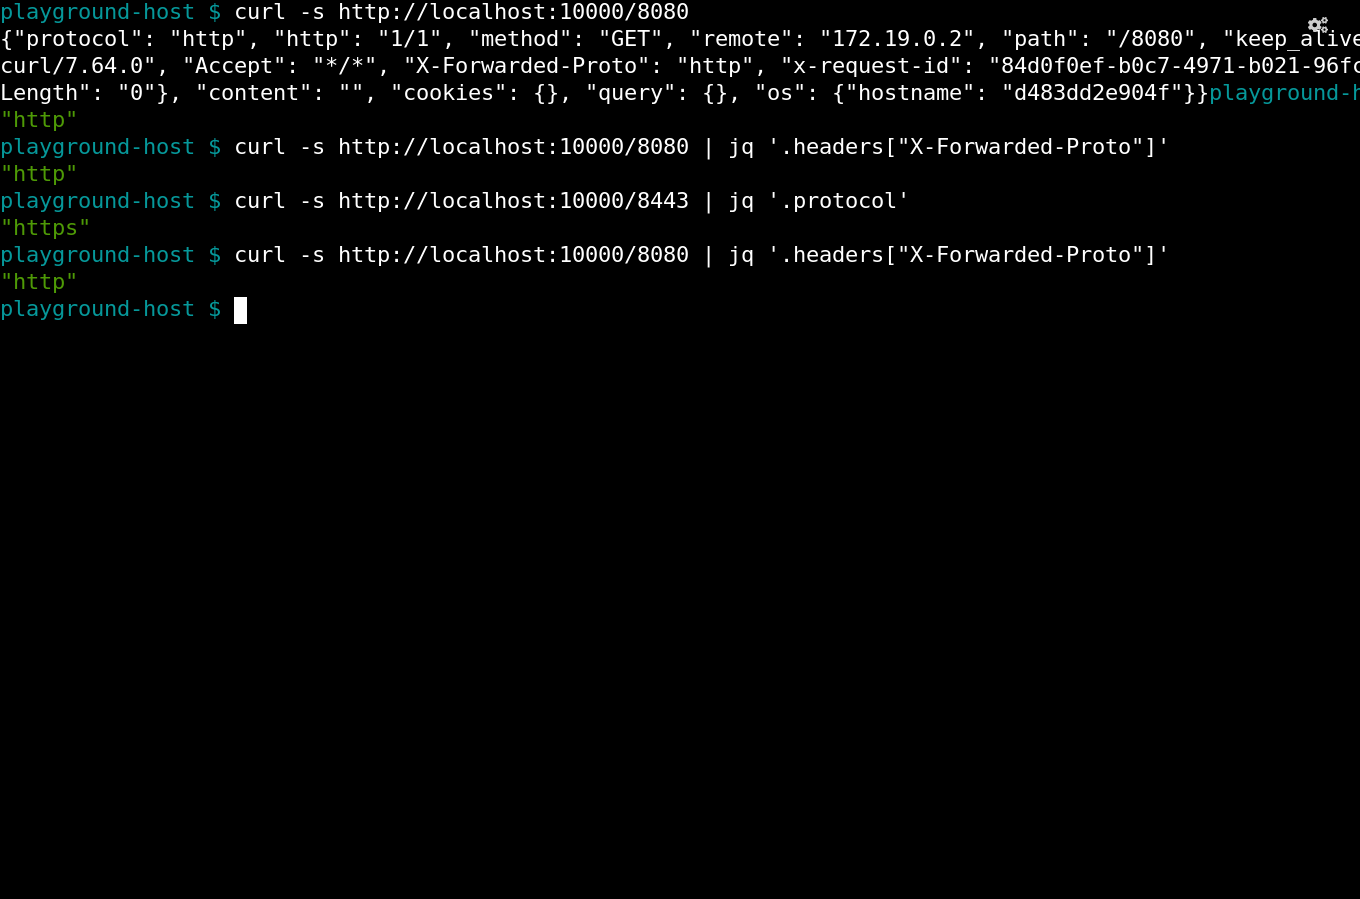 playground-host $ curl -s http://localhost:10000/8080
{"protocol": "http", "http": "1/1", "method": "GET", "remote": "172.19.0.2", "path": "/8080", "keep_alive
curl/7.64.0", "Accept": "*/*", "X-Forwarded-Proto": "http", "x-request-id": "84d0f0ef-b0c7-4971-b021-96fc
Length": "0"}, "content": "", "cookies": {}, "query": {}, "os": {"hostname": "d483dd2e904f"}}playground-h
"http"
playground-host $ curl -s http://localhost:10000/8080 | jq '.headers["X-Forwarded-Proto"]'
"http"
playground-host $ curl -s http://localhost:10000/8443 | jq '.protocol'
"https"
playground-host $ curl -s http://localhost:10000/8080 | jq '.headers["X-Forwarded-Proto"]'
"http"
playground-host $